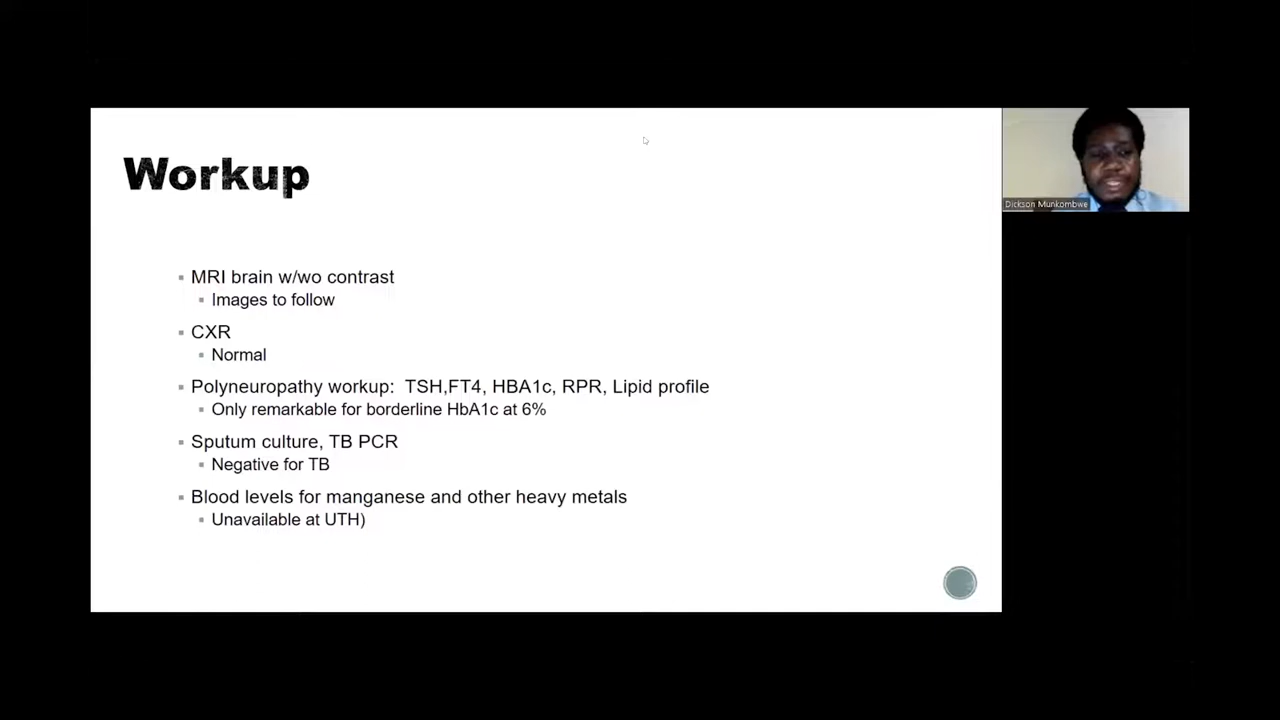 Workup
MRI brain w/wo contrast
Images to follow
CXR
Normal
Polyneuropathy workup: TSH,FT4, HBA1c, RPR, Lipid profile
Only remarkable for borderline HbA1c at 6%
Sputum culture, TB PCR
Negative for TB
Blood levels for manganese and other heavy metals
Unavailable at UTH)
Dickson Munkombwe